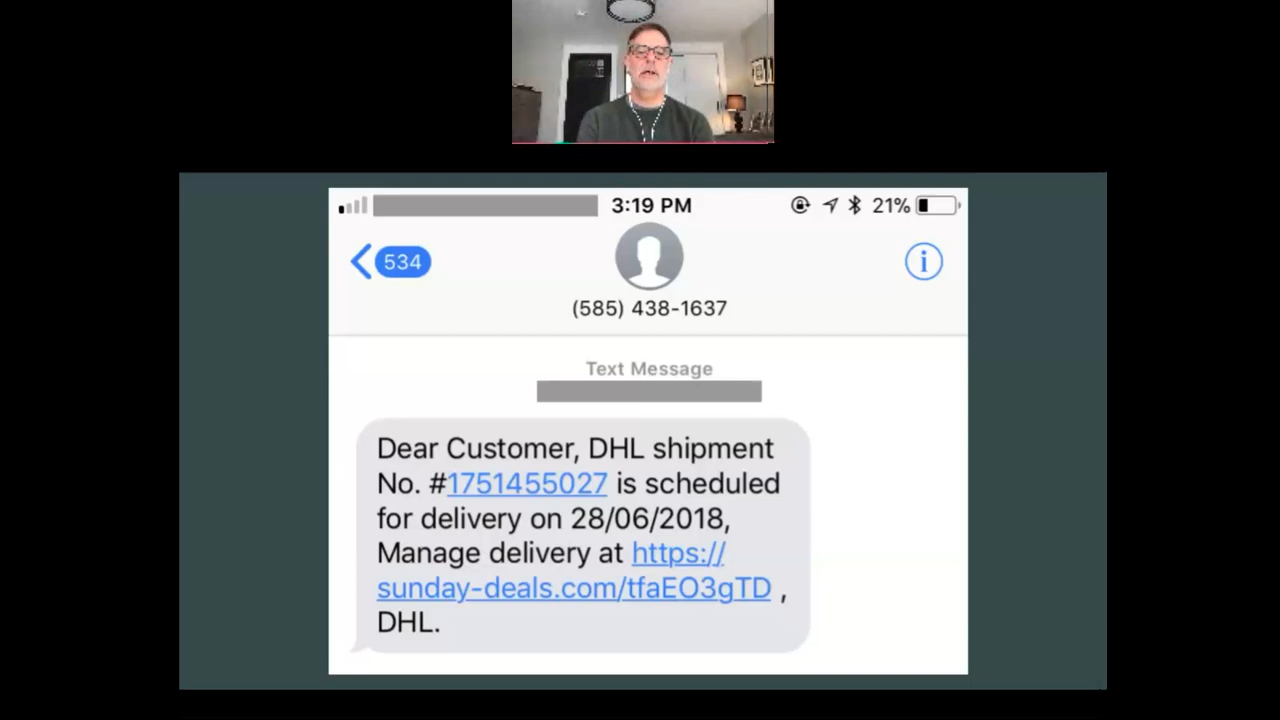 3:19 PM
21%
534
(585) 438-1637
Text Message
Dear Customer, DHL shipment
No. #1751455027 is scheduled
for delivery on 28/06/2018,
Manage delivery at https://
sunday-deals.com/tfaEO3gTD ,
DHL.